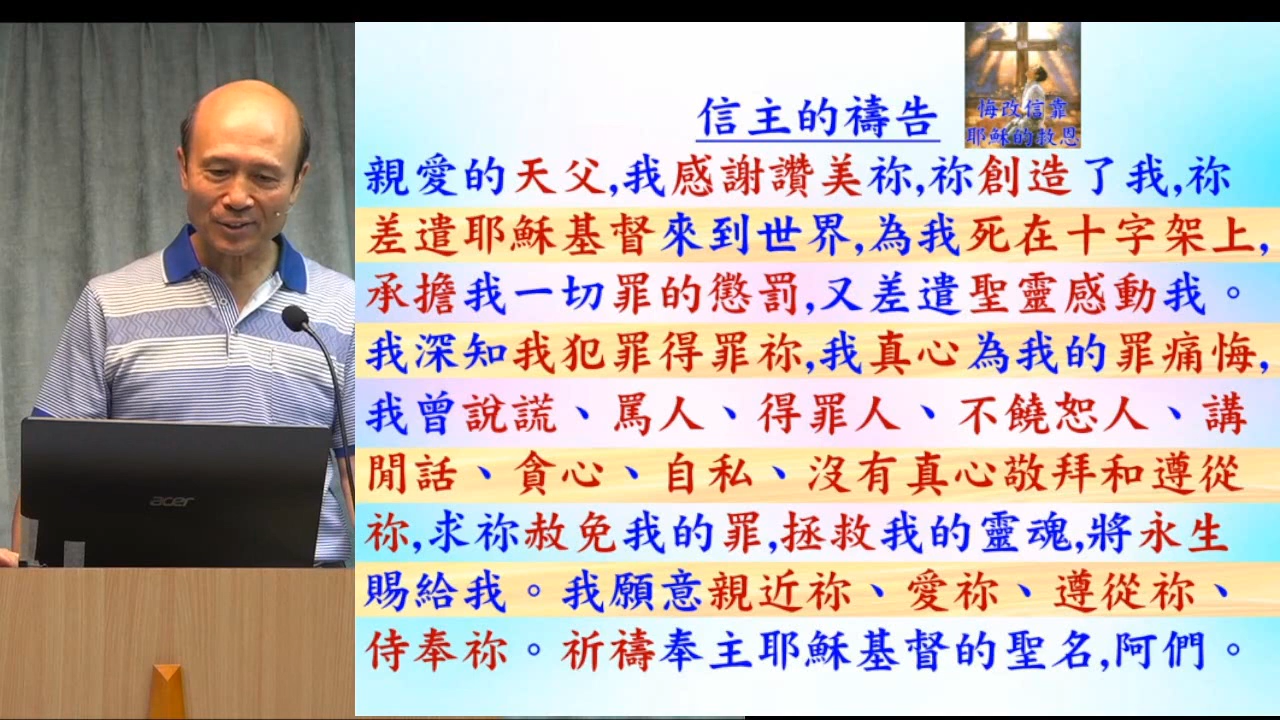 信主的禱告
悔改信靠
耶穌的救恩
親愛的天父,我感謝讚美祢,祢創造了我,祢
差遣耶穌基督來到世界,為我死在十字架上,
承擔我一切罪的懲罰,又差遣聖靈感動我。
我深知我犯罪得罪祢,我真心為我的罪痛悔,
我曾說謊、罵人、得罪人、不饒恕人、講
閒話、貪心、自私、沒有真心敬拜和遵從
祢,求祢赦免我的罪,拯救我的靈魂,將永生
賜給我。我願意親近祢、愛祢、遵從祢、
侍奉祢。祈禱奉主耶穌基督的聖名,阿們。
acer